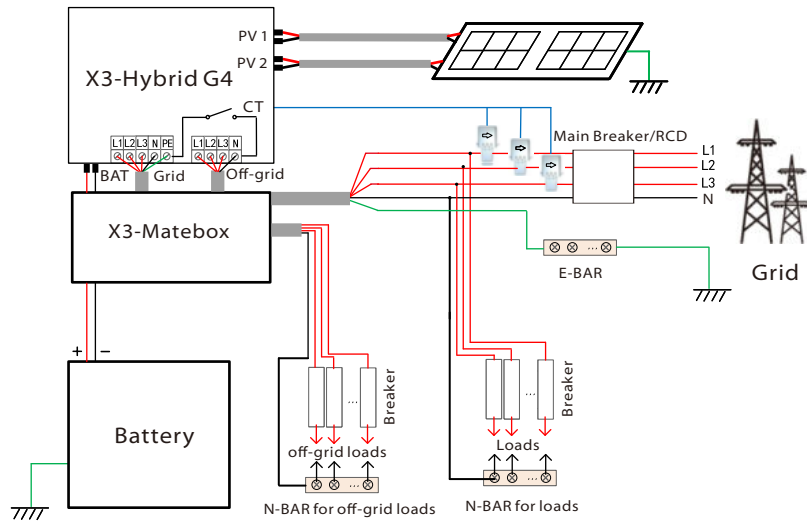 PV 1
X3-Hybrid G4
PV 2
CT
L1 L2 L3 N PE
L1 L2 L3 N
BAT
Grid
Off-grid
Main Breaker/RCD
L1
L2
L3
N
X3-Matebox
E-BAR
Grid
+ −
Battery
... Breaker
off-grid loads
...
N-BAR for off-grid loads
... Breaker
Loads
...
N-BAR for loads